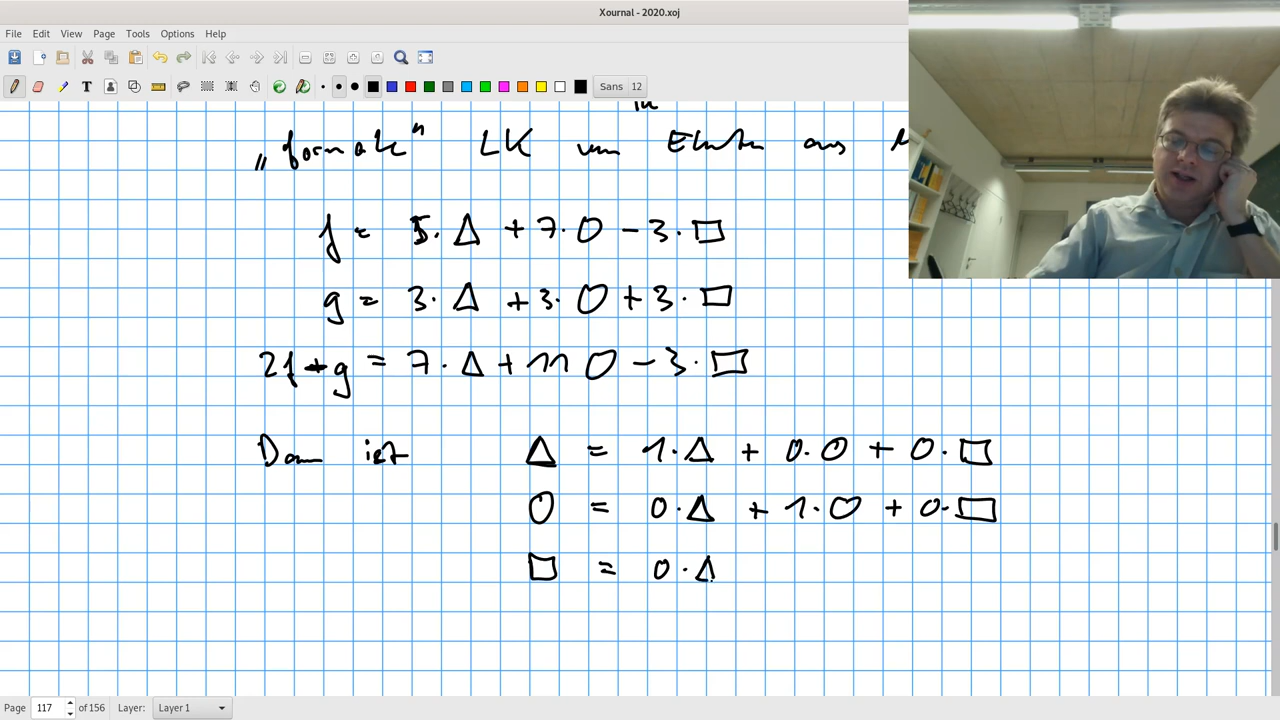 Xournal - 2020.xoj
File Edit View Page Tools Options Help
Sans 12
„formale" LK von Elnten aus M
f = 5·△ + 7·○ − 3·□
g = 3·△ + 3·○ + 3·□
2f+g = 7·△ + 11 ○ − 3·□
Dann ist △ = 1·△ + 0·○ + 0·□
○ = 0·△ + 1·○ + 0·□
□ = 0·△
Page 117 of 156 Layer: Layer 1